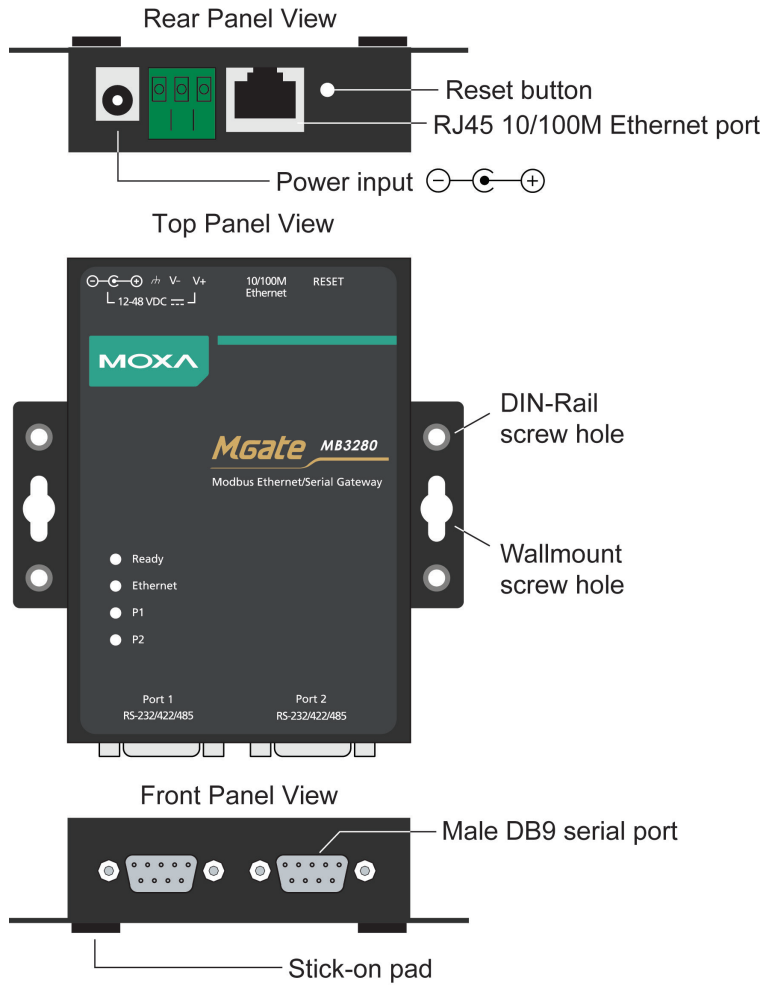 Rear Panel View
Reset button
RJ45 10/100M Ethernet port
Power input
Top Panel View
V- V+
12-48 VDC
10/100M
Ethernet
RESET
MOXA
MGate MB3280
Modbus Ethernet/Serial Gateway
DIN-Rail
screw hole
Wallmount
screw hole
Ready
Ethernet
P1
P2
Port 1
RS-232/422/485
Port 2
RS-232/422/485
Front Panel View
Male DB9 serial port
Stick-on pad